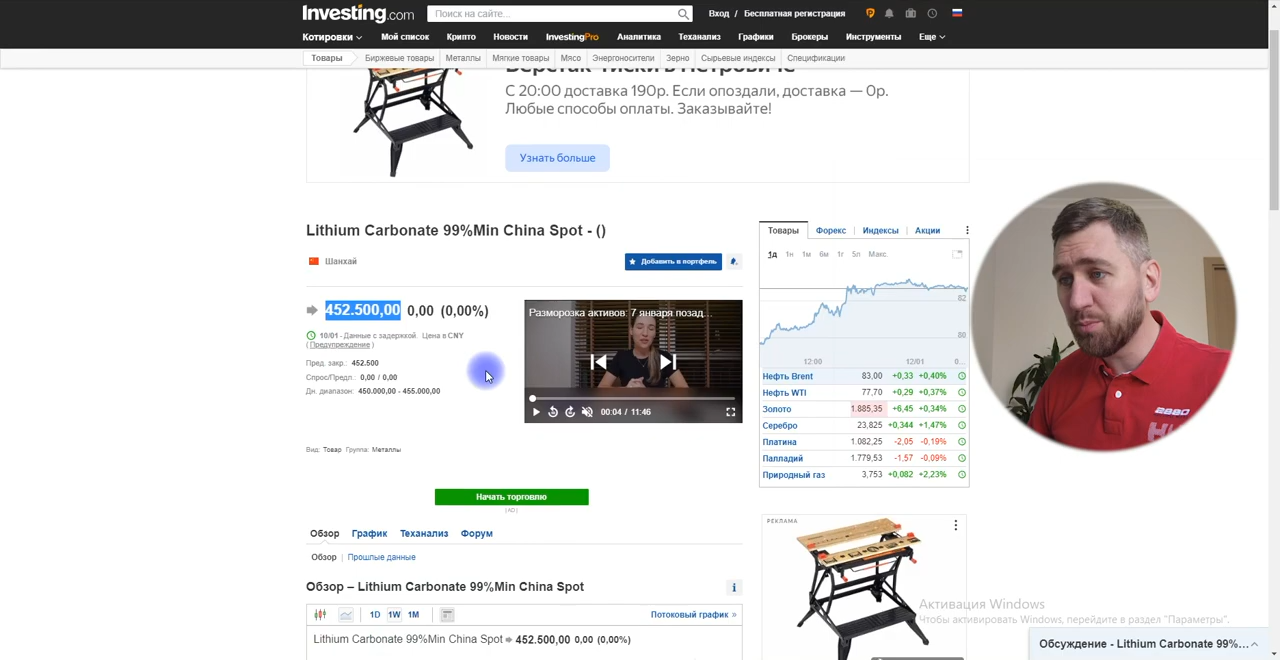 Investing.com
Поиск на сайте...
Вход / Бесплатная регистрация
Котировки
Мой список
Крипто
Новости
InvestingPro
Аналитика
Теханализ
Графики
Брокеры
Инструменты
Еще
Товары
Биржевые товары
Металлы
Мягкие товары
Мясо
Энергоносители
Зерно
Сырьевые индексы
Спецификации
С 20:00 доставка 190р. Если опоздали, доставка — 0р.
Любые способы оплаты. Заказывайте!
Узнать больше
Lithium Carbonate 99%Min China Spot - ()
Шанхай
Добавить в портфель
452.500,00 0,00 (0,00%)
10/01 - Данные с задержкой. Цена в CNY
( Предупреждение )
Пред. закр.: 452.500
Спрос/Предл.: 0,00 / 0,00
Дн. диапазон: 450.000,00 - 455.000,00
Разморозка активов: 7 января позад...
00:04 / 11:46
Вид: Товар Группа: Металлы
Начать торговлю
[AD]
Обзор График Теханализ Форум
Обзор | Прошлые данные
Обзор – Lithium Carbonate 99%Min China Spot
1D 1W 1M
Потоковый график »
Lithium Carbonate 99%Min China Spot 452.500,00 0,00 (0,00%)
Товары Форекс Индексы Акции
1д 1н 1м 6м 1г 5л Макс.
82
80
12:00 12/01
Нефть Brent 83,00 +0,33 +0,40%
Нефть WTI 77,70 +0,29 +0,37%
Золото 1.885,35 +6,45 +0,34%
Серебро 23,825 +0,344 +1,47%
Платина 1.082,25 -2,05 -0,19%
Палладий 1.779,53 -1,57 -0,09%
Природный газ 3,753 +0,082 +2,23%
РЕКЛАМА
2880
Активация Windows
Чтобы активировать Windows, перейдите в раздел "Параметры".
Обсуждение - Lithium Carbonate 99%...